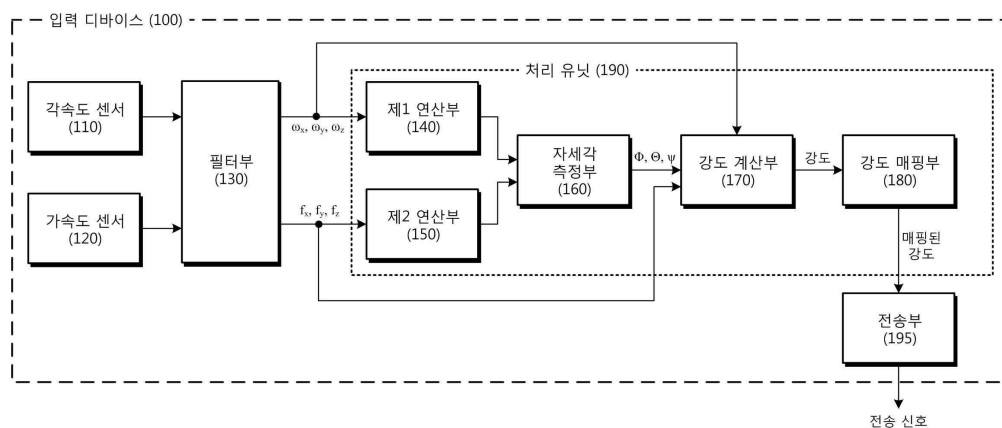 입력 디바이스 (100)
처리 유닛 (190)
각속도 센서
(110)
가속도 센서
(120)
필터부
(130)
ωx, ωy, ωz
fx, fy, fz
제1 연산부
(140)
제2 연산부
(150)
자세각
측정부
(160)
Φ, Θ, ψ
강도 계산부
(170)
강도
강도 매핑부
(180)
매핑된
강도
전송부
(195)
전송 신호